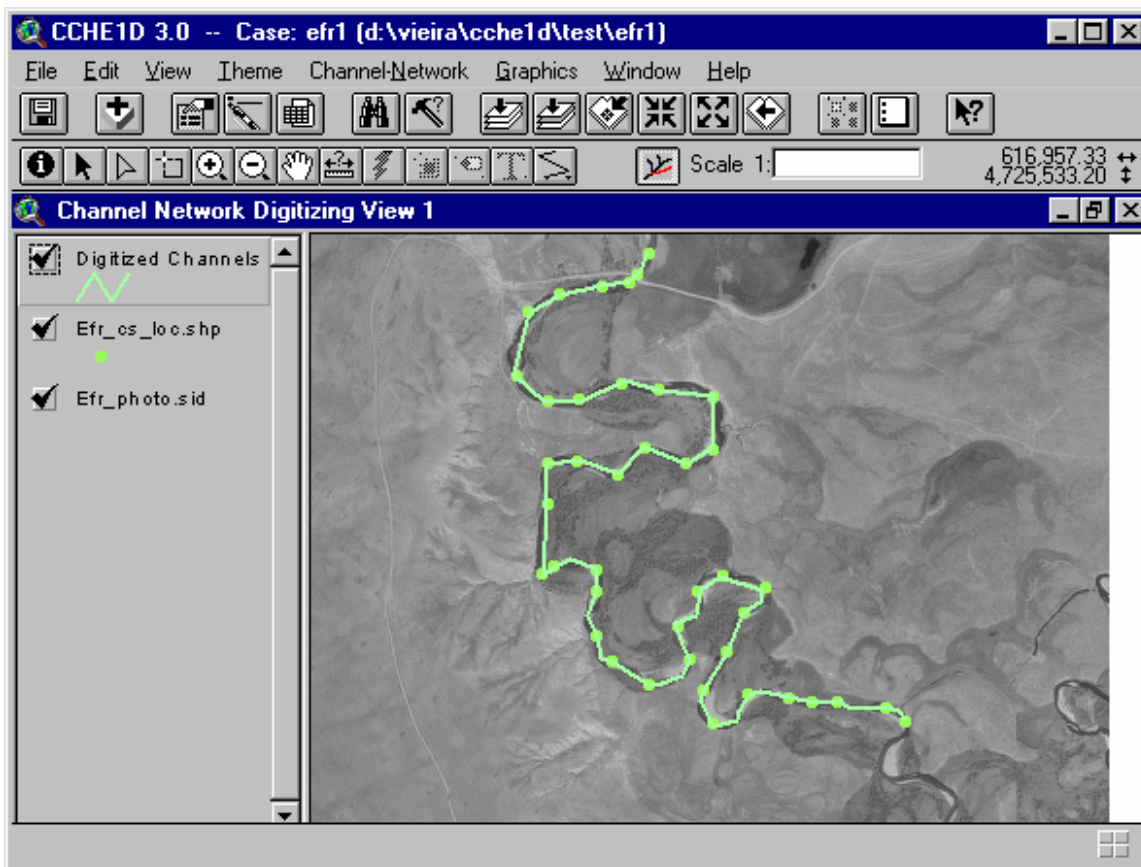 CCHE1D 3.0 -- Case: efr1 (d:\vieira\cche1d\test\efr1)
File Edit View Theme Channel-Network Graphics Window Help
Scale 1: 616,957.33
4,725,533.20
Channel Network Digitizing View 1
Digitized Channels
Efr_cs_loc.shp
Efr_photo.sid